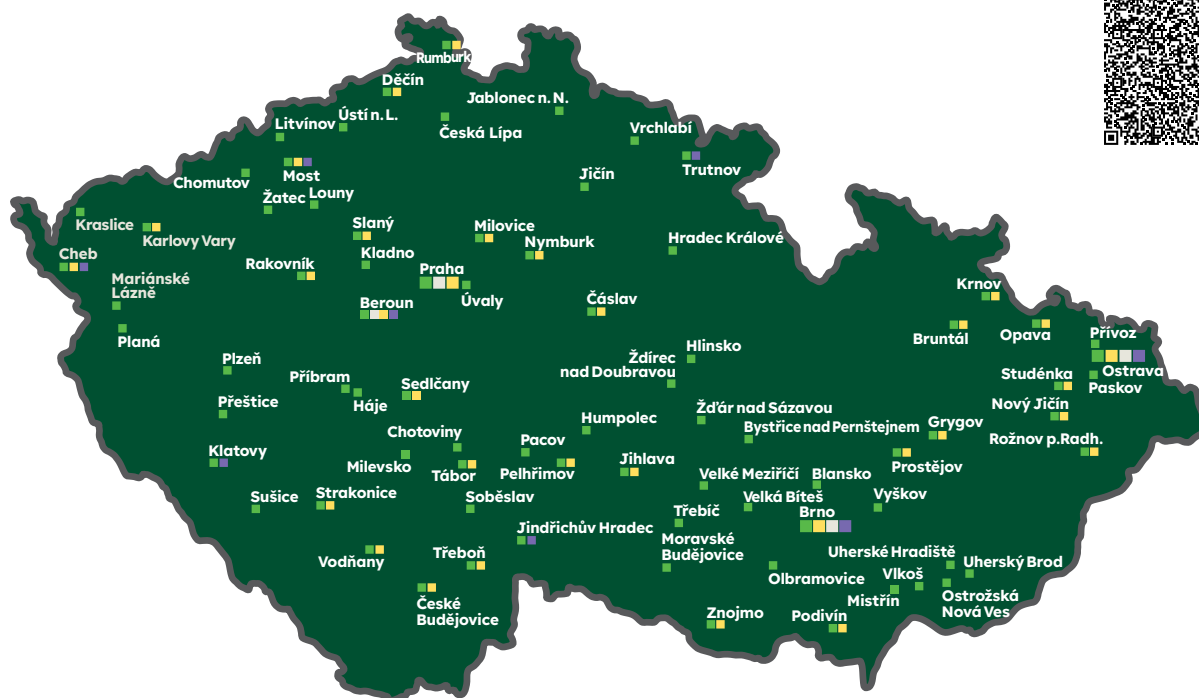 Rumburk
Děčín
Jablonec n. N.
Ústí n. L.
Litvínov
Česká Lípa
Vrchlabí
Most
Trutnov
Chomutov
Jičín
Žatec
Louny
Kraslice
Slaný
Milovice
Karlovy Vary
Nymburk
Hradec Králové
Cheb
Kladno
Rakovník
Praha
Mariánské
Lázně
Krnov
Beroun
Úvaly
Čáslav
Planá
Bruntál
Opava
Přívoz
Hlinsko
Plzeň
Ždírec
nad Doubravou
Ostrava
Příbram
Sedlčany
Studénka
Paskov
Přeštice
Háje
Žďár nad Sázavou
Nový Jičín
Humpolec
Bystřice nad Pernštejnem
Grygov
Chotoviny
Pacov
Rožnov p.Radh.
Klatovy
Milevsko
Jihlava
Prostějov
Tábor
Pelhřimov
Velké Meziříčí
Blansko
Sušice
Strakonice
Soběslav
Velká Bíteš
Vyškov
Třebíč
Brno
Jindřichův Hradec
Moravské
Budějovice
Vodňany
Třeboň
Uherské Hradiště
Uherský Brod
Olbramovice
Vlkoš
Mistřín
Ostrožská
Nová Ves
České
Budějovice
Znojmo
Podivín